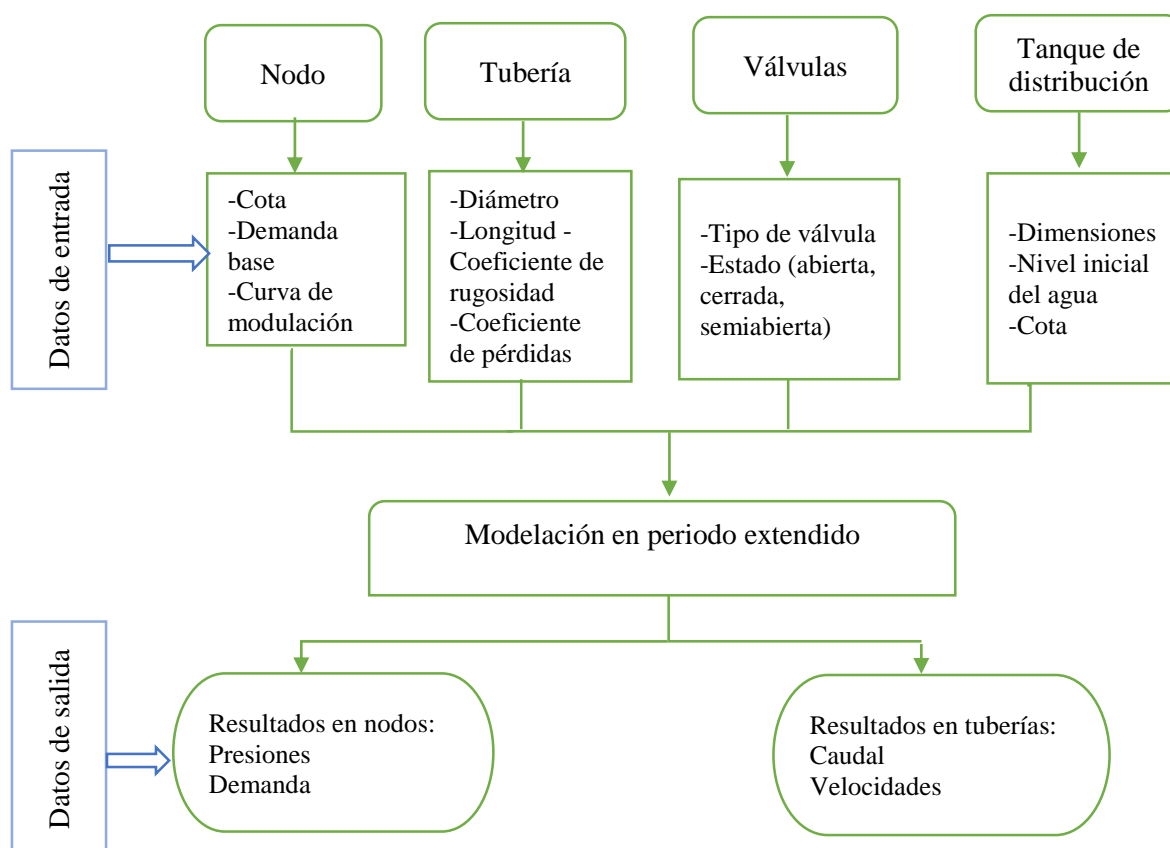 Nodo
Tubería
Válvulas
Tanque de
distribución
Datos de entrada
-Cota
-Demanda
base
-Curva de
modulación
-Diámetro
-Longitud -
Coeficiente de
rugosidad
-Coeficiente
de pérdidas
-Tipo de válvula
-Estado (abierta,
cerrada,
semiabierta)
-Dimensiones
-Nivel inicial
del agua
-Cota
Modelación en periodo extendido
Datos de salida
Resultados en nodos:
Presiones
Demanda
Resultados en tuberías:
Caudal
Velocidades